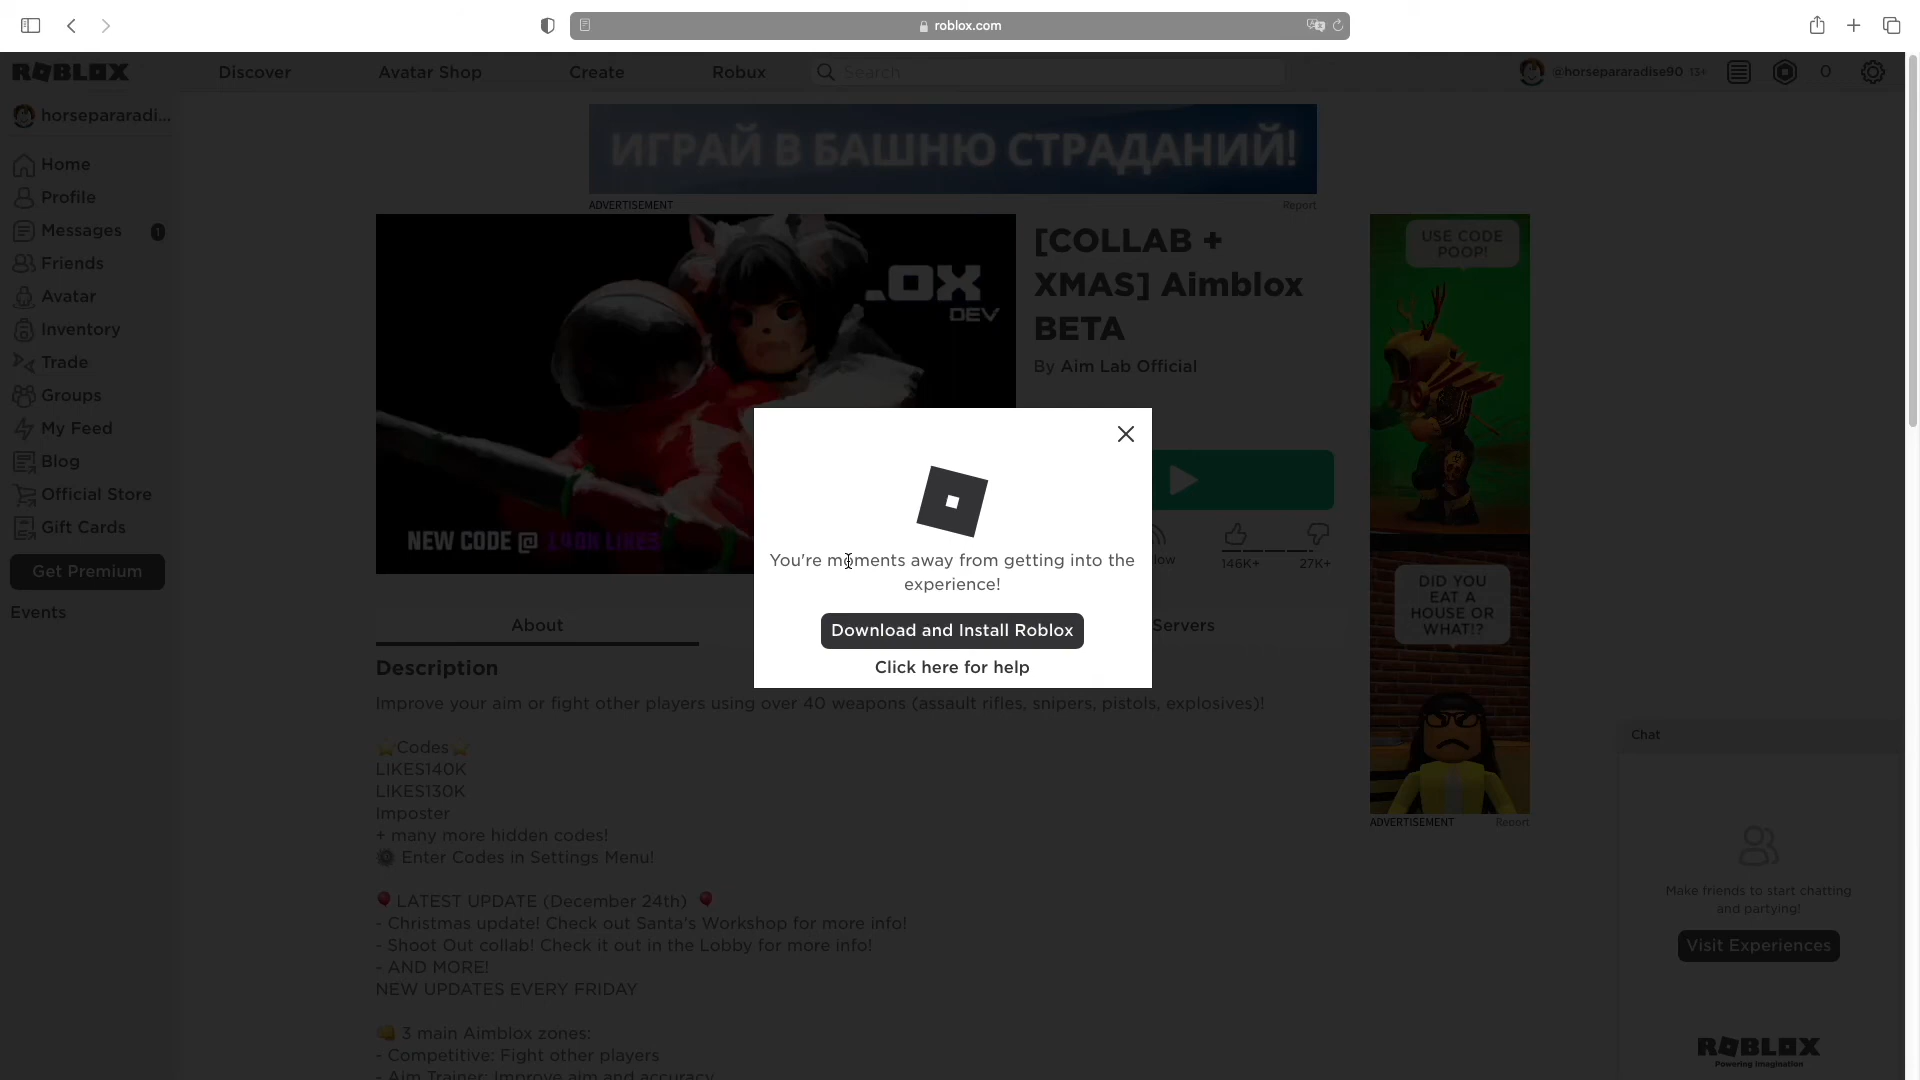 roblox.com
ROBLOX
Discover
Avatar Shop
Create
Robux
Search
@horsepararadise90 13+
0
horsepararadi...
Home
Profile
Messages
1
Friends
Avatar
Inventory
Trade
Groups
My Feed
Blog
Official Store
Gift Cards
Get Premium
Events
ИГРАЙ В БАШНЮ СТРАДАНИЙ!
ADVERTISEMENT
Report
.OX
DEV
NEW CODE @ 140K LIKES
[COLLAB +
XMAS] Aimblox
BETA
By Aim Lab Official
146K+
27K+
You're moments away from getting into the
experience!
Download and Install Roblox
Click here for help
About
Servers
Description
Improve your aim or fight other players using over 40 weapons (assault rifles, snipers, pistols, explosives)!
⭐Codes⭐
LIKES140K
LIKES130K
Imposter
+ many more hidden codes!
Enter Codes in Settings Menu!
🎈 LATEST UPDATE (December 24th) 🎈
- Christmas update! Check out Santa's Workshop for more info!
- Shoot Out collab! Check it out in the Lobby for more info!
- AND MORE!
NEW UPDATES EVERY FRIDAY
3 main Aimblox zones:
- Competitive: Fight other players
- Aim Trainer: Improve aim and accuracy
USE CODE
POOP!
DID YOU
EAT A
HOUSE OR
WHAT!?
ADVERTISEMENT
Report
Chat
Make friends to start chatting
and partying!
Visit Experiences
ROBLOX
Powering Imagination